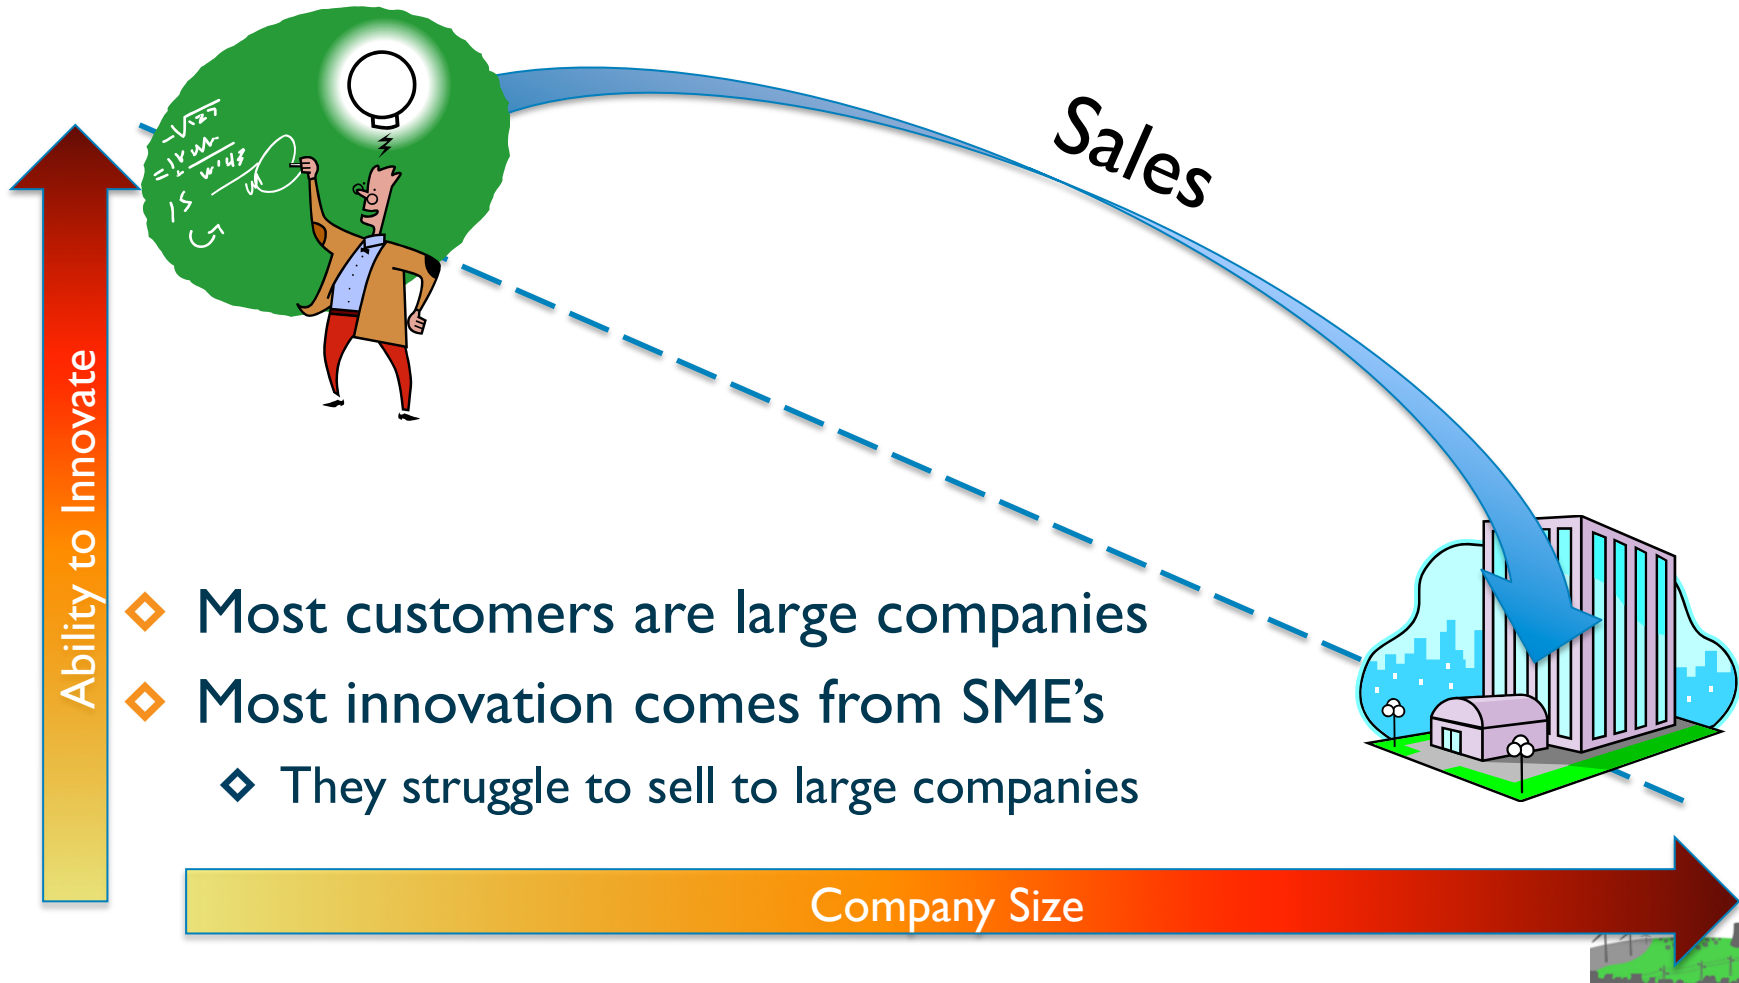 Sales
Ability to Innovate
Most customers are large companies
Most innovation comes from SME’s
They struggle to sell to large companies
Company Size